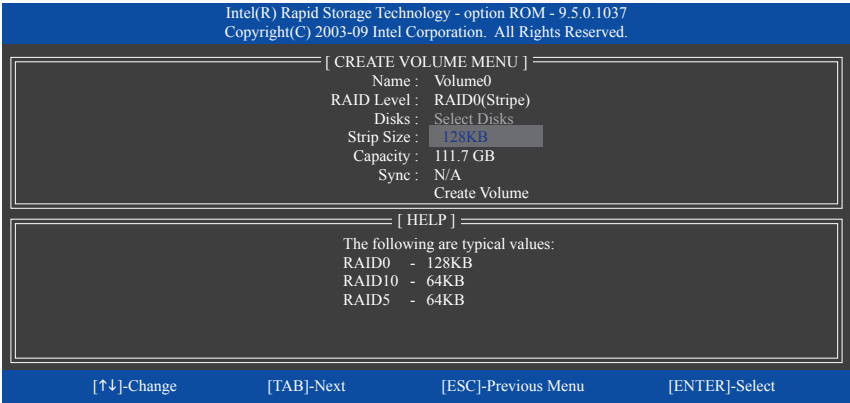 Intel(R) Rapid Storage Technology - option ROM - 9.5.0.1037
Copyright(C) 2003-09 Intel Corporation.  All Rights Reserved.
[ CREATE VOLUME MENU ]
Name :  Volume0
RAID Level :  RAID0(Stripe)
Disks :  Select Disks
Strip Size :  128KB
Capacity :  111.7 GB
Sync :  N/A
Create Volume
[ HELP ]
The following are typical values:
RAID0  -  128KB
RAID10  -  64KB
RAID5  -  64KB
[↑↓]-Change  [TAB]-Next  [ESC]-Previous Menu  [ENTER]-Select